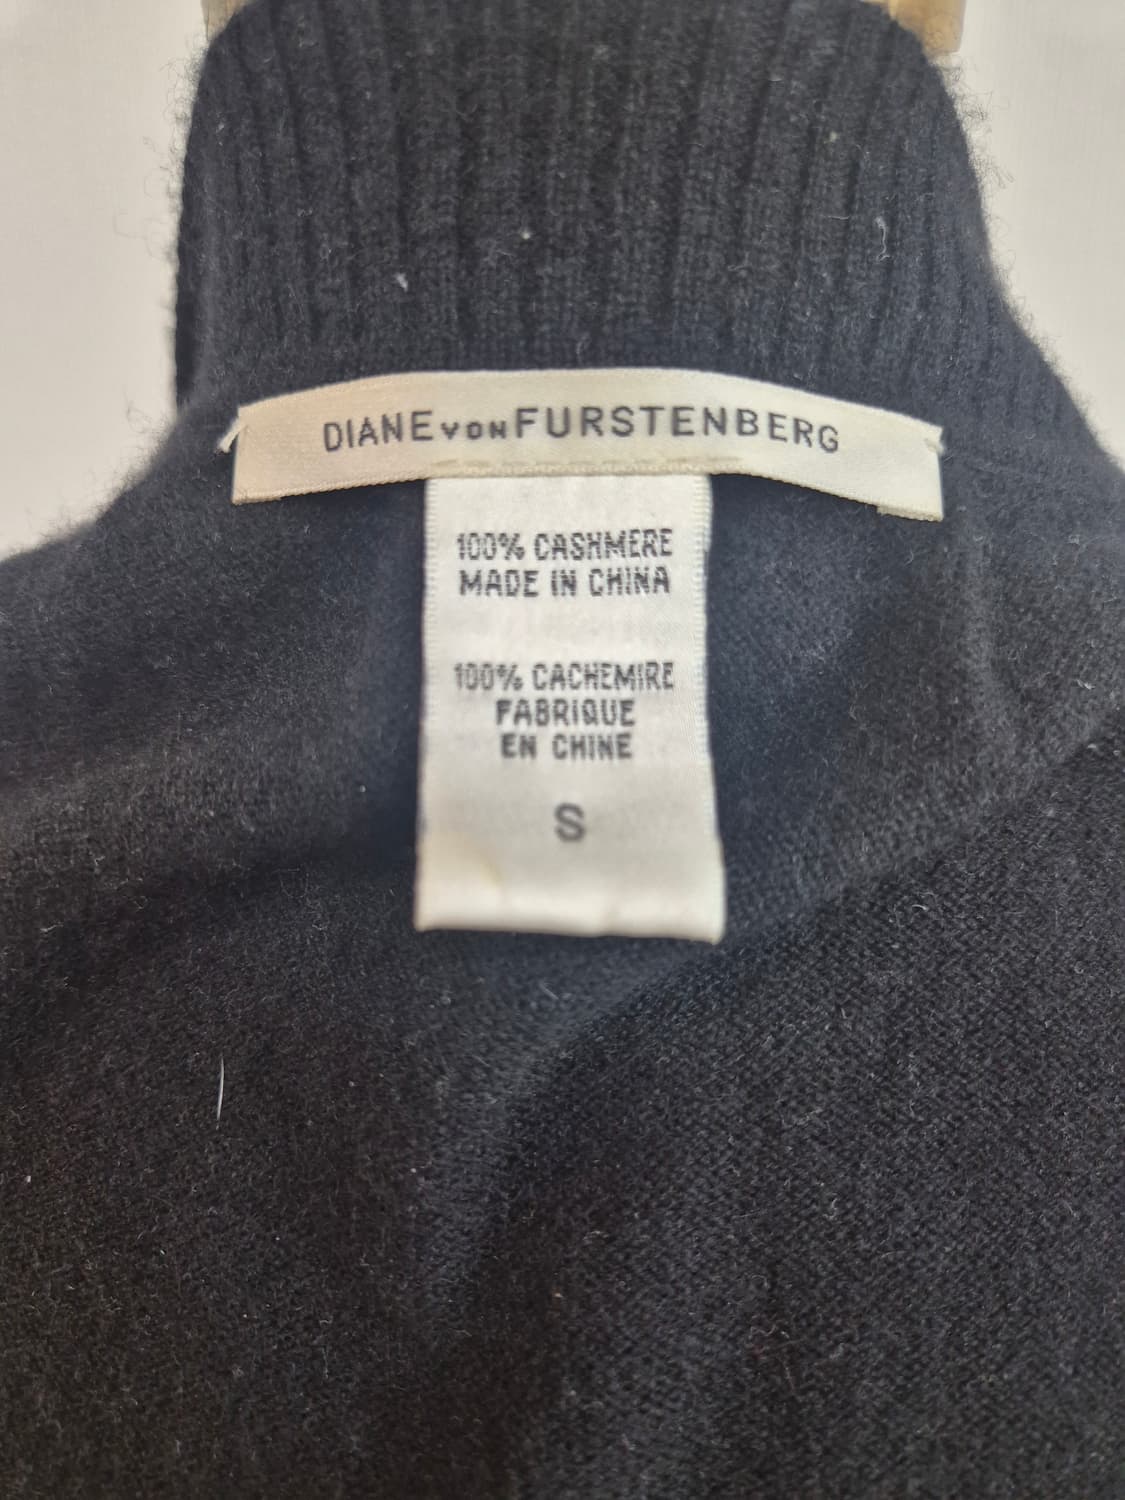 DIANE VON FURSTENBERG
100% CASHMERE
MADE IN CHINA
100% CACHEMIRE
FABRIQUE
EN CHINE
S